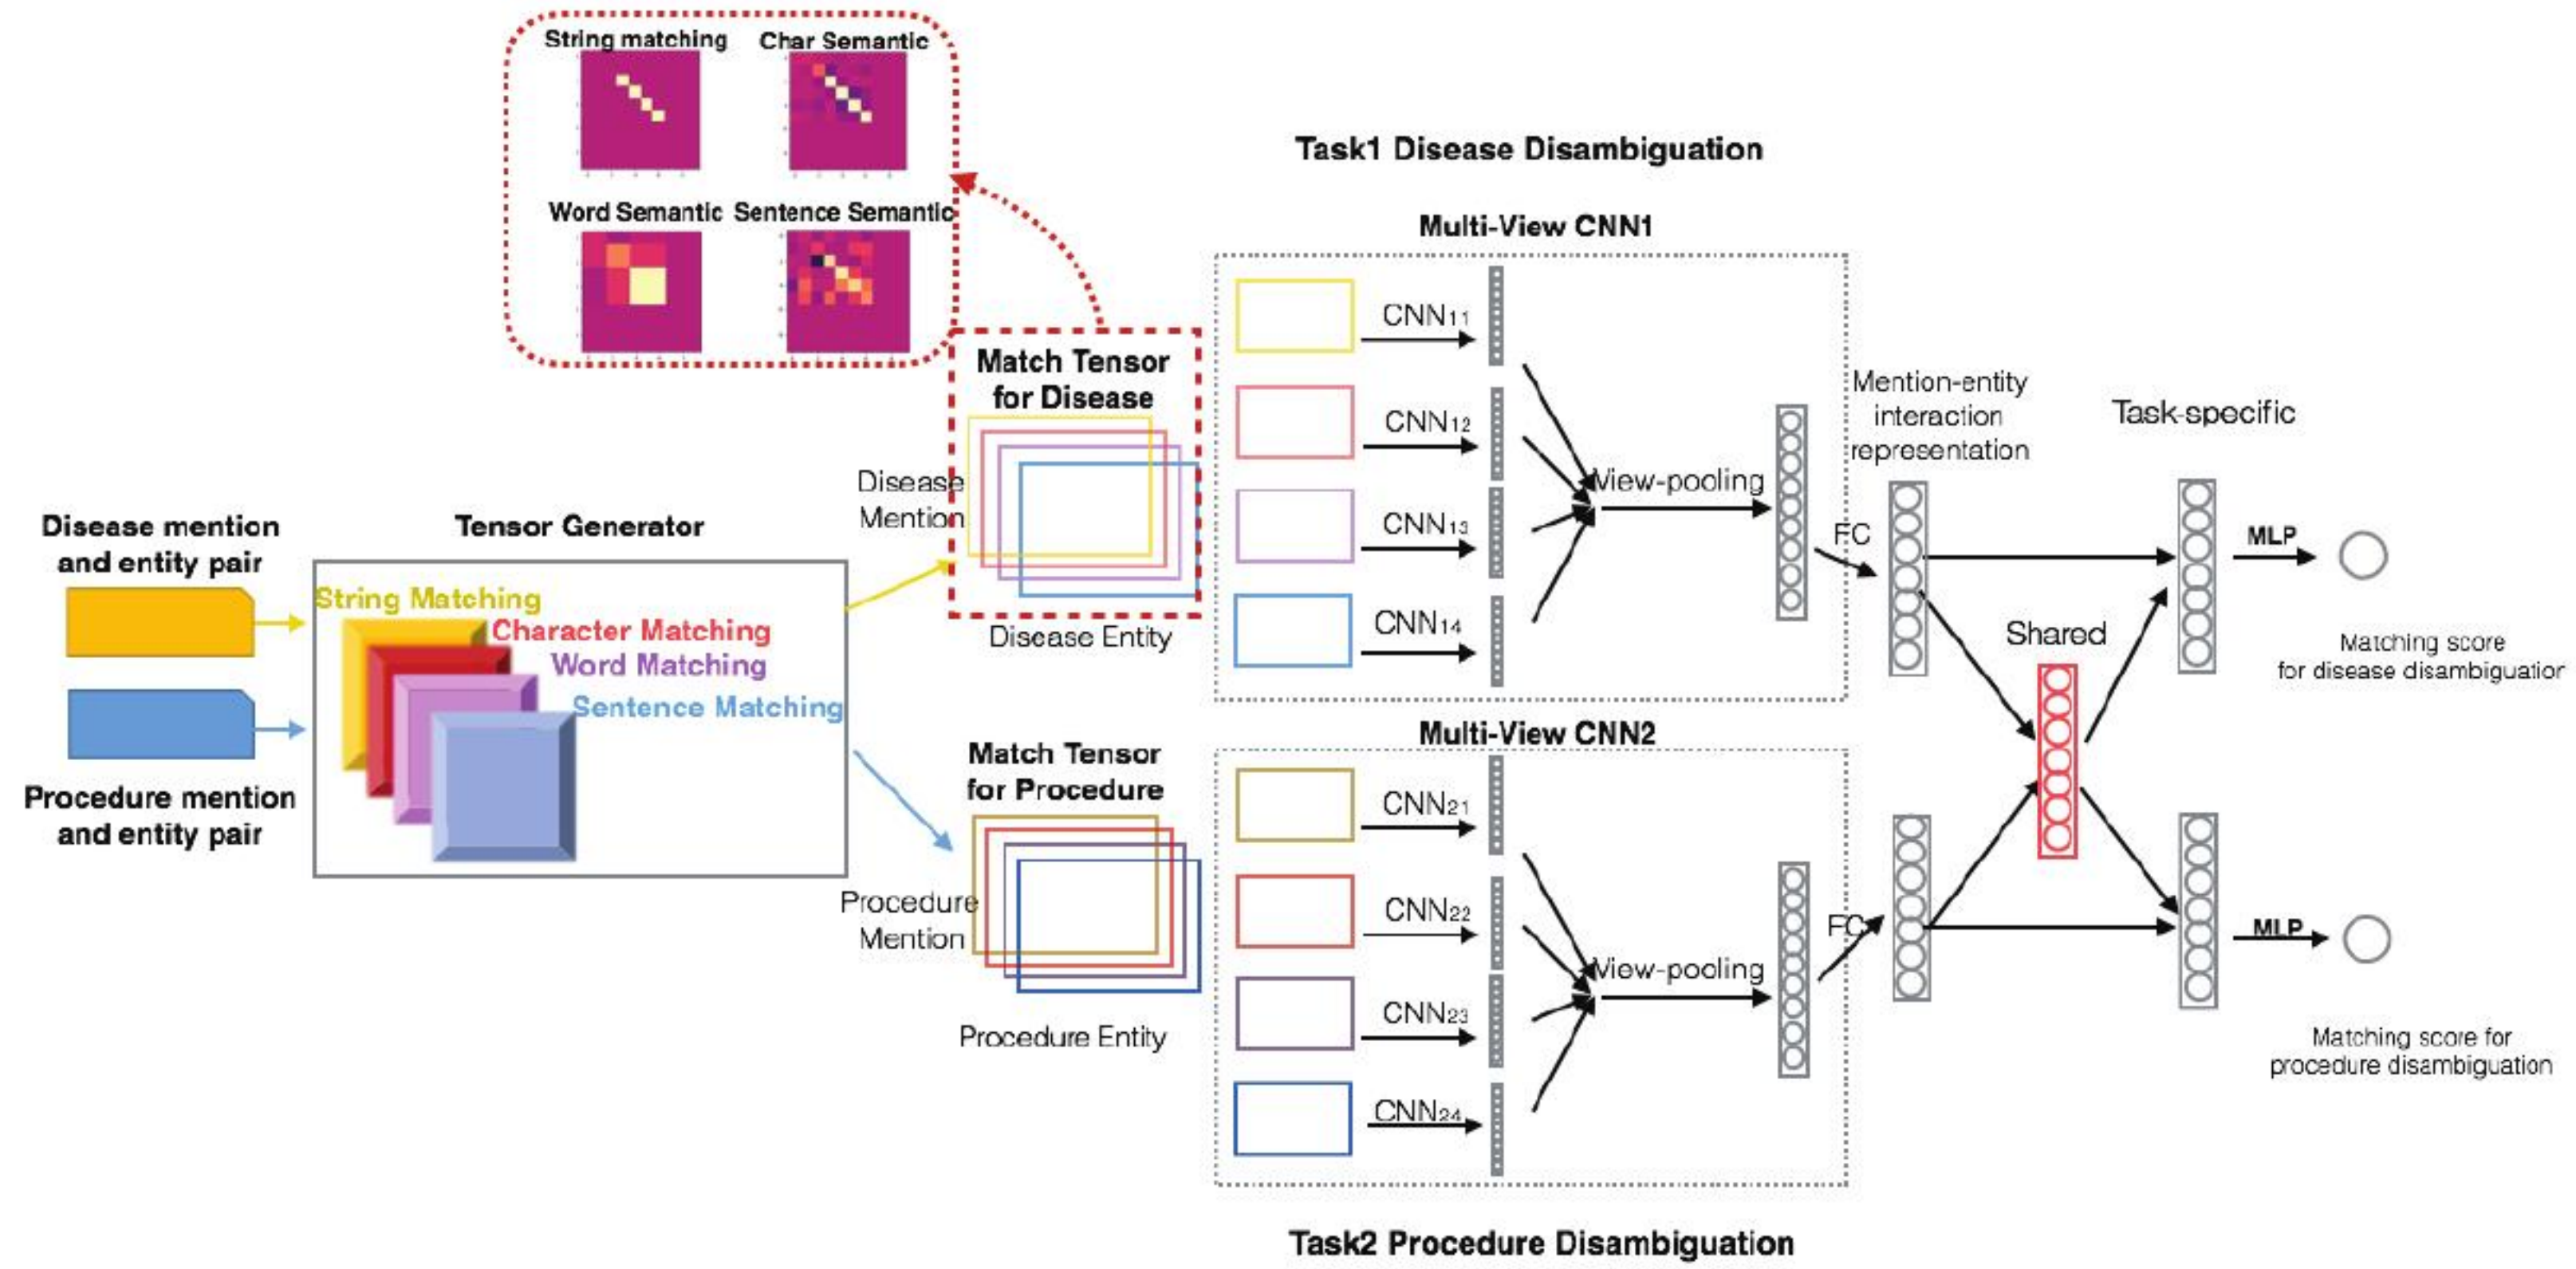 String matching
Char Semantic
Word Semantic
Sentence Semantic
Task1 Disease Disambiguation
Multi-View CNN1
Match Tensor
for Disease
Disease
Mention
Disease Entity
CNN11
CNN12
CNN13
CNN14
View-pooling
FC
Mention-entity
interaction
representation
Task-specific
MLP
Matching score
for disease disambiguation
Shared
Disease mention
and entity pair
Procedure mention
and entity pair
Tensor Generator
String Matching
Character Matching
Word Matching
Sentence Matching
Multi-View CNN2
Match Tensor
for Procedure
Procedure
Mention
Procedure Entity
CNN21
CNN22
CNN23
CNN24
View-pooling
FC
MLP
Matching score for
procedure disambiguation
Task2 Procedure Disambiguation